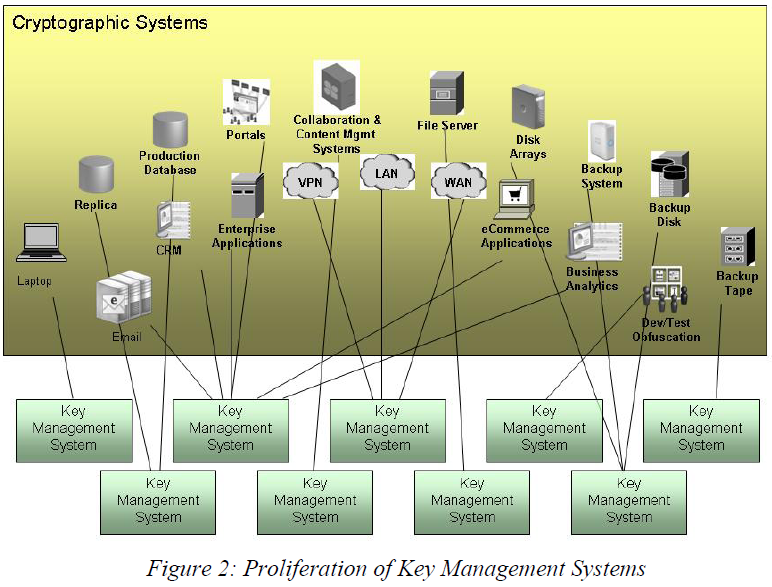 Cryptographic Systems
Portals
Collaboration &
Content Mgmt
Systems
File Server
Disk
Arrays
Production
Database
Backup
System
VPN
LAN
WAN
Replica
Backup
Disk
CRM
Enterprise
Applications
eCommerce
Applications
Laptop
Business
Analytics
Backup
Tape
e
Email
Dev/Test
Obfuscation
Key
Management
System
Key
Management
System
Key
Management
System
Key
Management
System
Key
Management
System
Key
Management
System
Key
Management
System
Key
Management
System
Key
Management
System
Figure 2: Proliferation of Key Management Systems